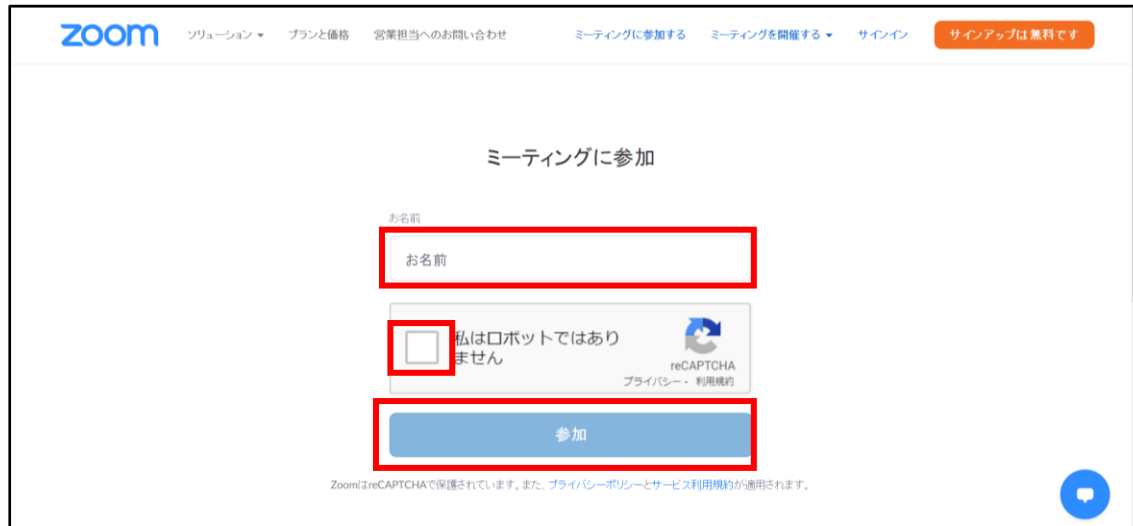 zoom ソリューション プランと価格 営業担当へのお問い合わせ ミーティングに参加する ミーティングを開催する サインイン サインアップは無料です
ミーティングに参加
お名前
お名前
私はロボットではあり
ません
reCAPTCHA
プライバシー - 利用規約
参加
ZoomはreCAPTCHAで保護されています。また、プライバシーポリシーとサービス利用規約が適用されます。